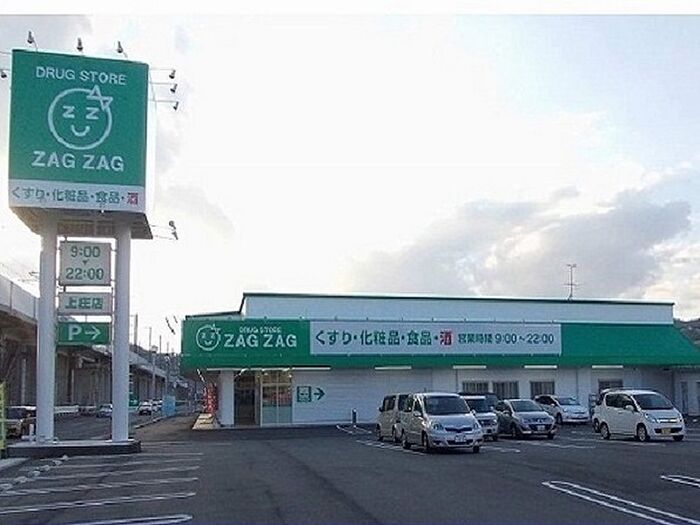 DRUG STORE
ZAG ZAG
くすり・化粧品・食品・酒
9:00
22:00
上庄店
P
DRUG STORE
ZAG ZAG
くすり・化粧品・食品・酒 営業時間 9:00〜22:00